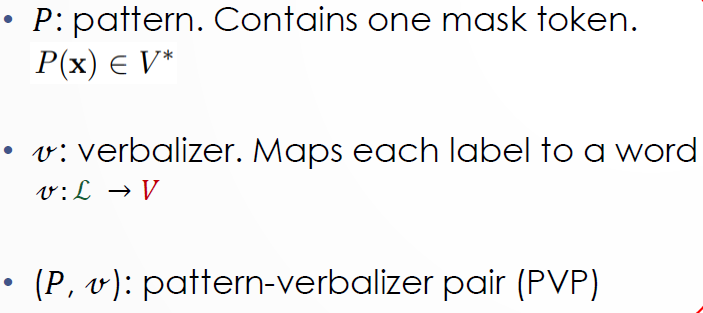 • P: pattern. Contains one mask token.
P(x) ∈ V*
• v: verbalizer. Maps each label to a word
v: ℒ → V
• (P, v): pattern-verbalizer pair (PVP)